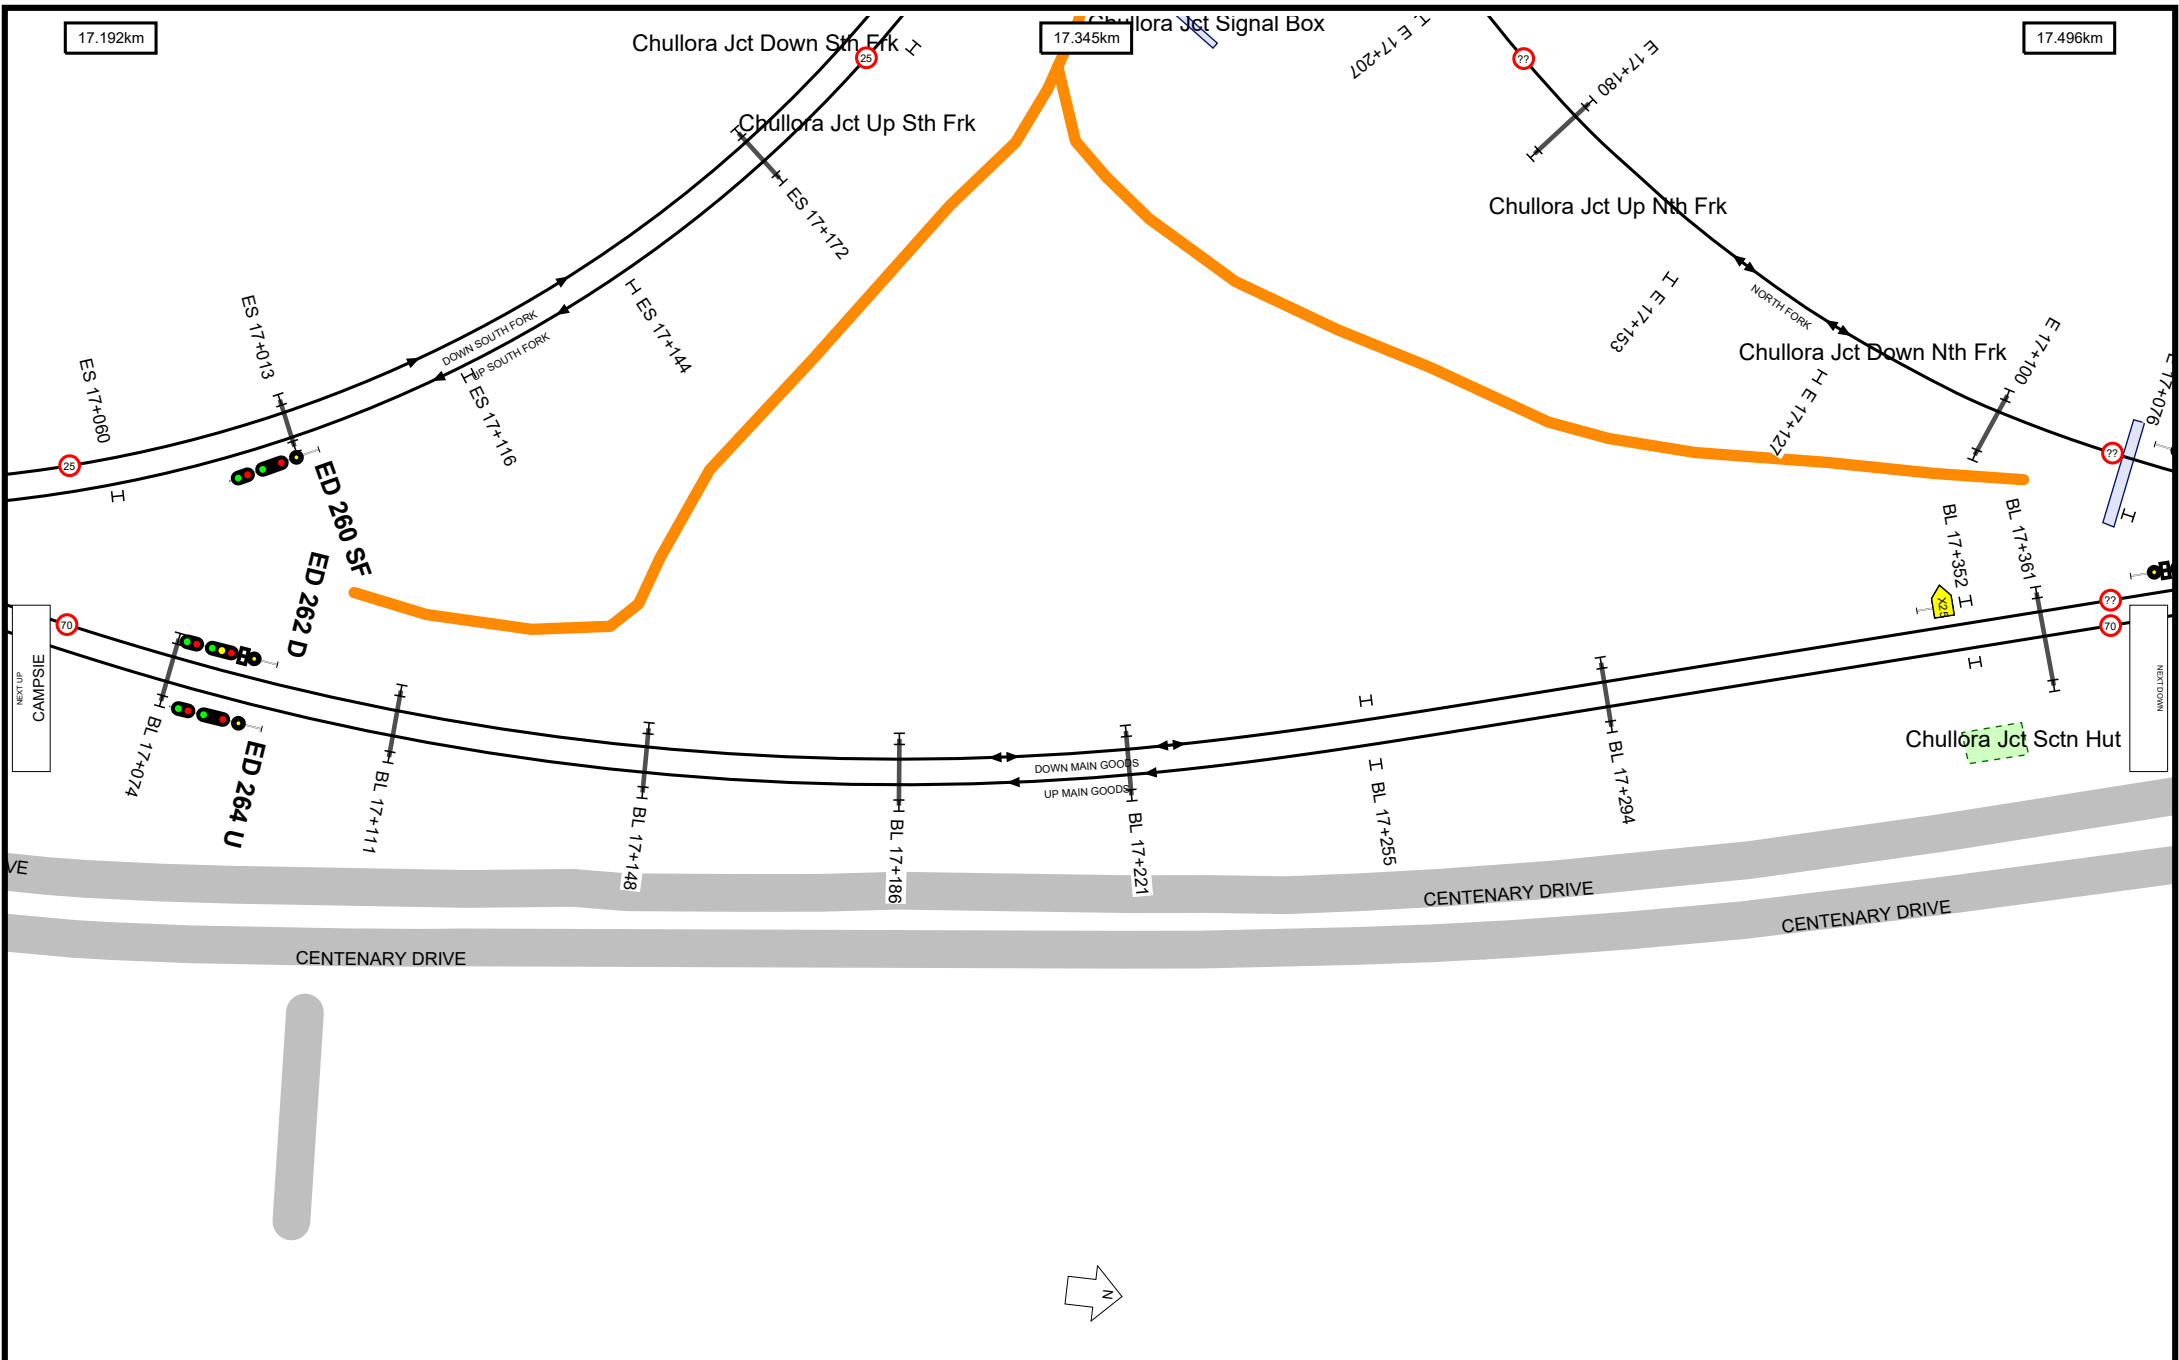 17.192km
17.345km
17.496km
Chullora Jct Signal Box
Chullora Jct Down Sth Frk
25
??
E 17+207
E 17+180
Chullora Jct Up Sth Frk
ES 17+172
Chullora Jct Up Nth Frk
ES 17+013
ES 17+144
E 17+153
NORTH FORK
DOWN SOUTH FORK
UP SOUTH FORK
Chullora Jct Down Nth Frk
E 17+100
E 17+076
ES 17+060
ES 17+116
E 17+127
25
??
ED 260 SF
ED 262 D
BL 17+352
BL 17+361
X25
??
70
70
NEXT UP
CAMPSIE
NEXT DOWN
BL 17+074
ED 264 U
BL 17+111
BL 17+148
BL 17+186
DOWN MAIN GOODS
UP MAIN GOODS
BL 17+221
BL 17+255
BL 17+294
Chullora Jct Sctn Hut
VE
CENTENARY DRIVE
CENTENARY DRIVE
CENTENARY DRIVE
N